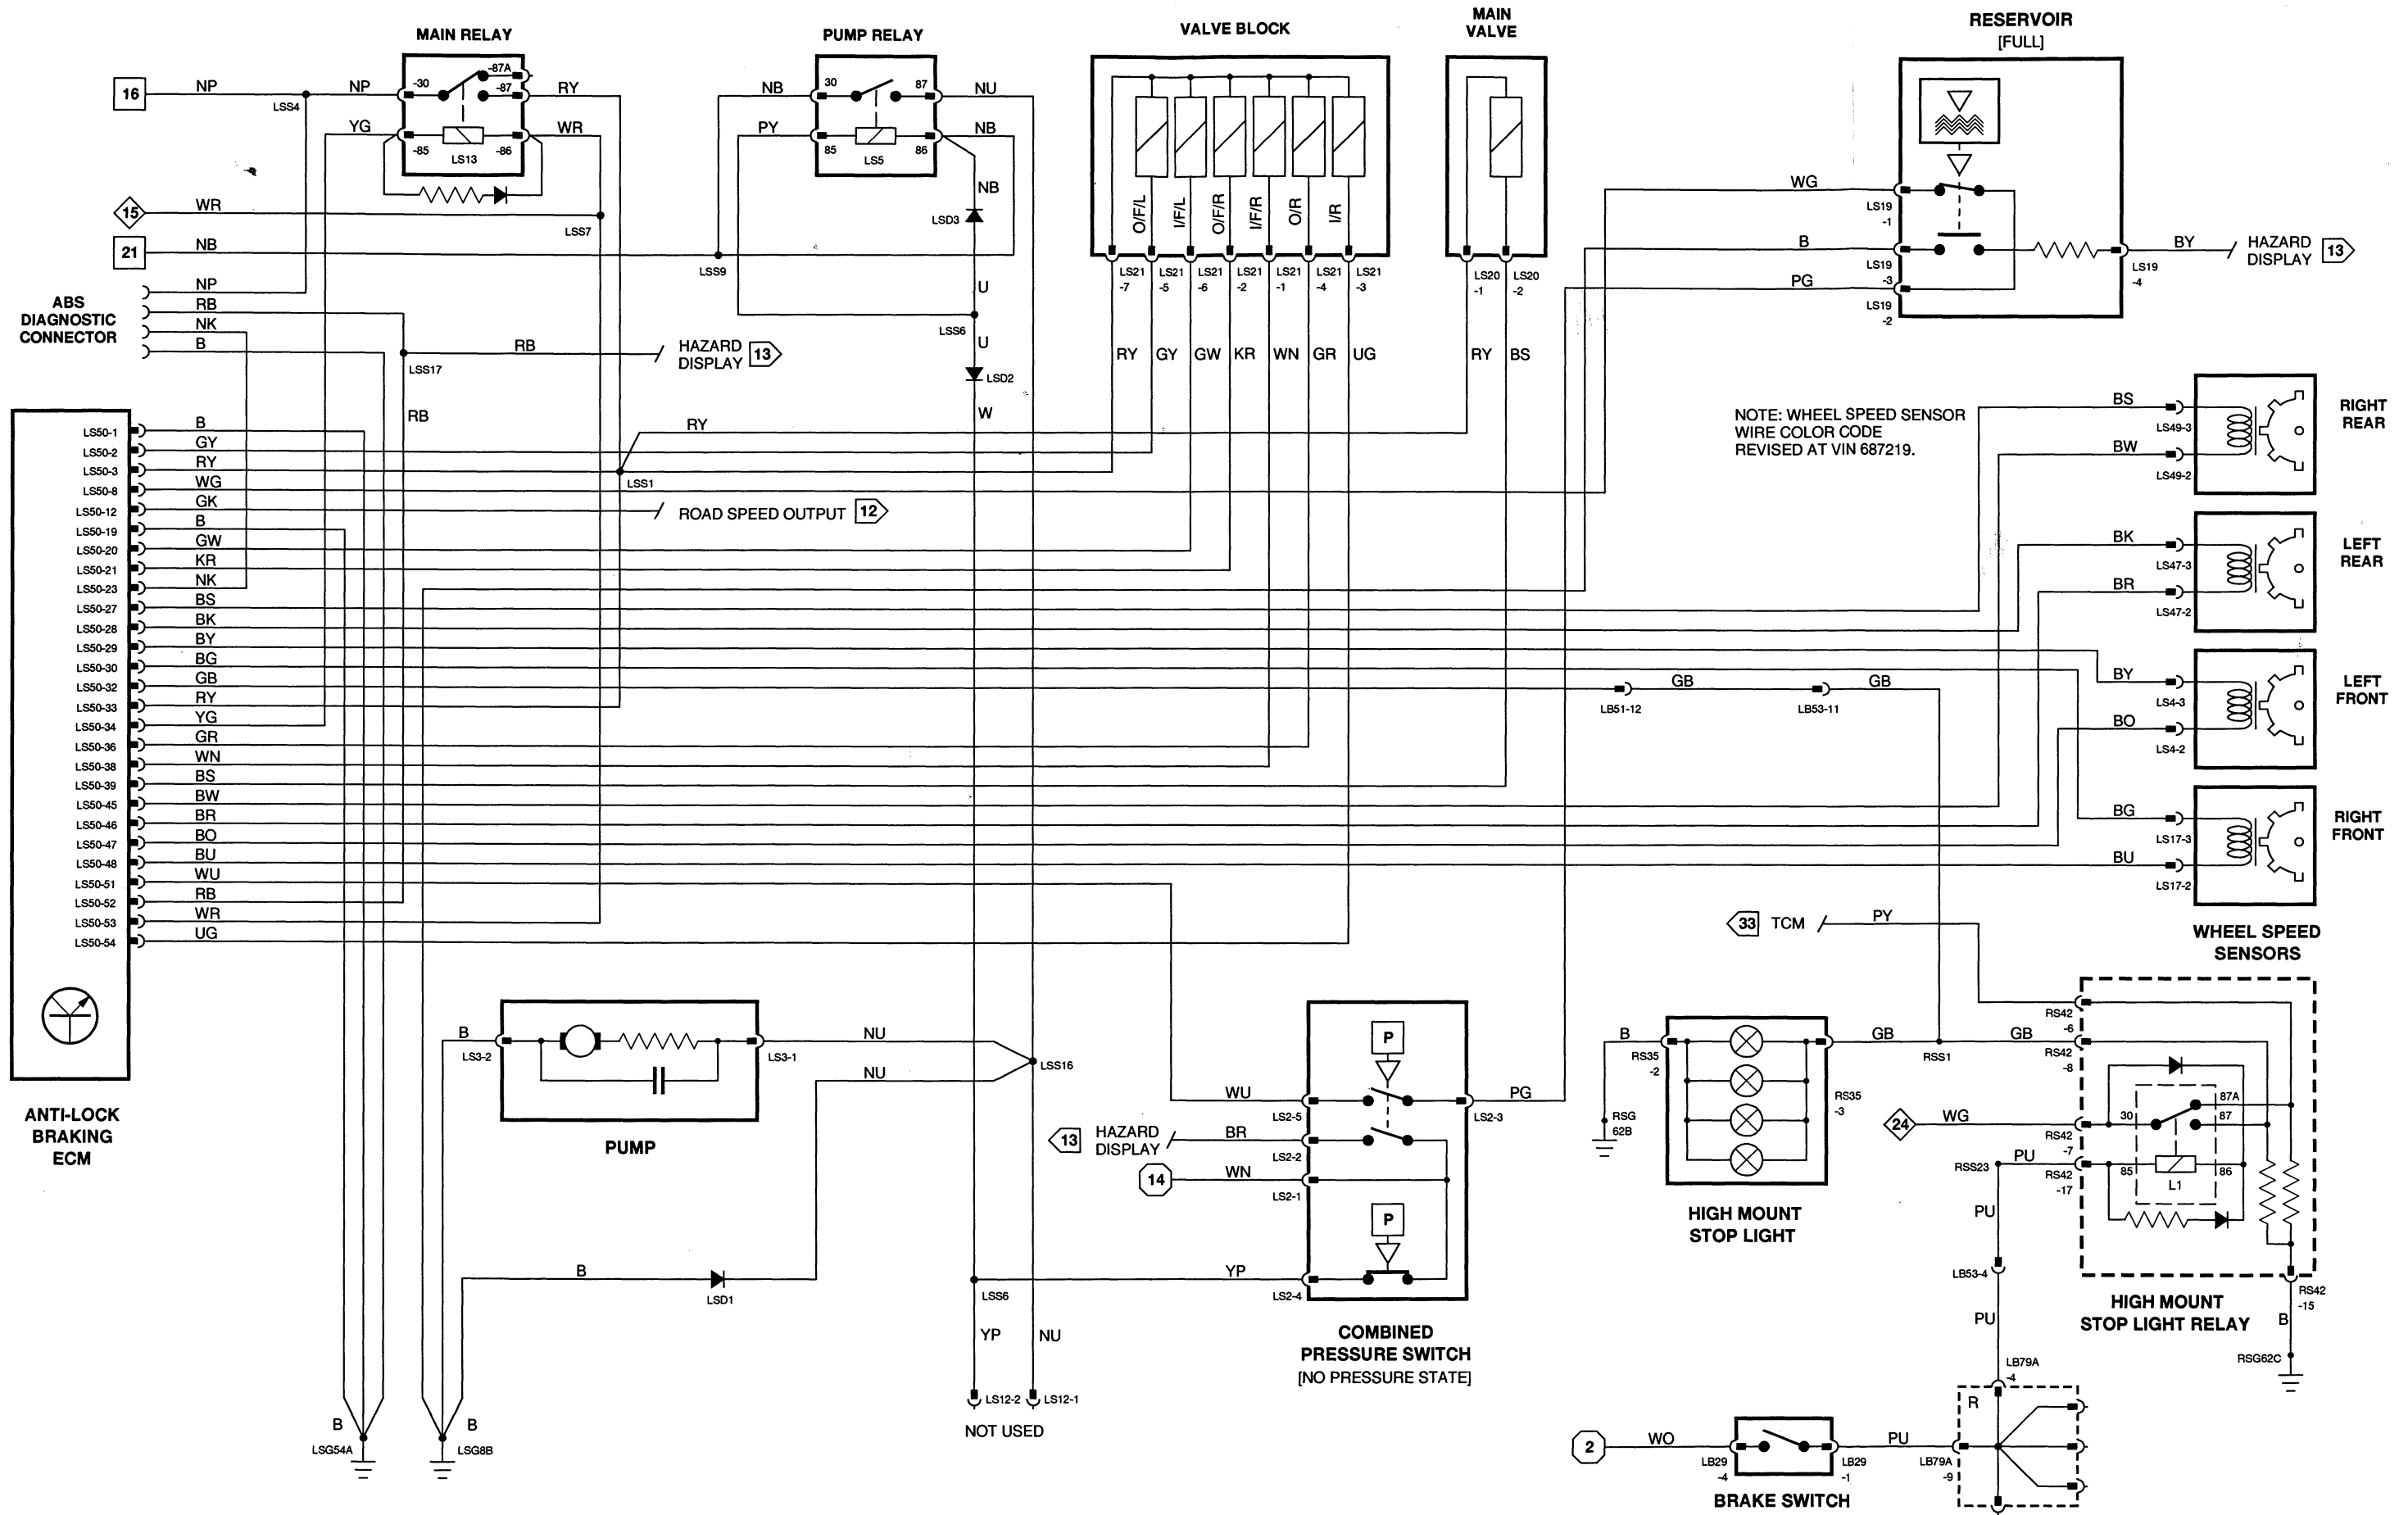 MAIN RELAY
PUMP RELAY
VALVE BLOCK
MAIN
VALVE
RESERVOIR
[FULL]
16
NP
LSS4
NP
-30
-87A
-87
RY
YG
-85
LS13
-86
WR
NB
30
87
NU
PY
85
LS5
86
NB
NB
LSD3
U
LSS6
U
LSD2
W
15
WR
LSS7
21
NB
LSS9
ABS
DIAGNOSTIC
CONNECTOR
NP
RB
NK
B
RB
LSS17
RB
HAZARD
DISPLAY
13
O/F/L
I/F/L
O/F/R
I/F/R
O/R
I/R
LS21
-7
LS21
-5
LS21
-6
LS21
-2
LS21
-1
LS21
-4
LS21
-3
RY
GY
GW
KR
WN
GR
UG
LS20
-1
LS20
-2
RY
BS
WG
LS19
-1
B
LS19
-3
PG
LS19
-2
LS19
-4
BY
HAZARD
DISPLAY
13
NOTE: WHEEL SPEED SENSOR
WIRE COLOR CODE
REVISED AT VIN 687219.
LS50-1 B
LS50-2 GY
LS50-3 RY
LS50-8 WG
LS50-12 GK
LS50-19 B
LS50-20 GW
LS50-21 KR
LS50-23 NK
LS50-27 BS
LS50-28 BK
LS50-29 BY
LS50-30 BG
LS50-32 GB
LS50-33 RY
LS50-34 YG
LS50-36 GR
LS50-38 WN
LS50-39 BS
LS50-45 BW
LS50-46 BR
LS50-47 BO
LS50-48 BU
LS50-51 WU
LS50-52 RB
LS50-53 WR
LS50-54 UG
RY
LSS1
ROAD SPEED OUTPUT
12
LB51-12
GB
LB53-11
GB
BS
LS49-3
BW
LS49-2
RIGHT
REAR
BK
LS47-3
BR
LS47-2
LEFT
REAR
BY
LS4-3
BO
LS4-2
LEFT
FRONT
BG
LS17-3
BU
LS17-2
RIGHT
FRONT
WHEEL SPEED
SENSORS
ANTI-LOCK
BRAKING
ECM
B
LS3-2
LS3-1
NU
NU
LSS16
PUMP
B
LSD1
B
LSG54A
B
LSG8B
LSS6
YP
NU
LS12-2
LS12-1
NOT USED
WU
LS2-5
13
HAZARD
DISPLAY
BR
LS2-2
14
WN
LS2-1
YP
LS2-4
P
P
LS2-3
PG
COMBINED
PRESSURE SWITCH
[NO PRESSURE STATE]
33
TCM
PY
B
RS35
-2
RSG
62B
RS35
-3
GB
RSS1
GB
HIGH MOUNT
STOP LIGHT
RS42
-6
RS42
-8
24
WG
RS42
-7
RSS23
PU
RS42
-17
30
87A
87
85
86
L1
RS42
-15
B
RSG62C
HIGH MOUNT
STOP LIGHT RELAY
PU
LB53-4
PU
LB79A
-4
R
2
WO
LB29
-4
LB29
-1
PU
LB79A
-9
BRAKE SWITCH